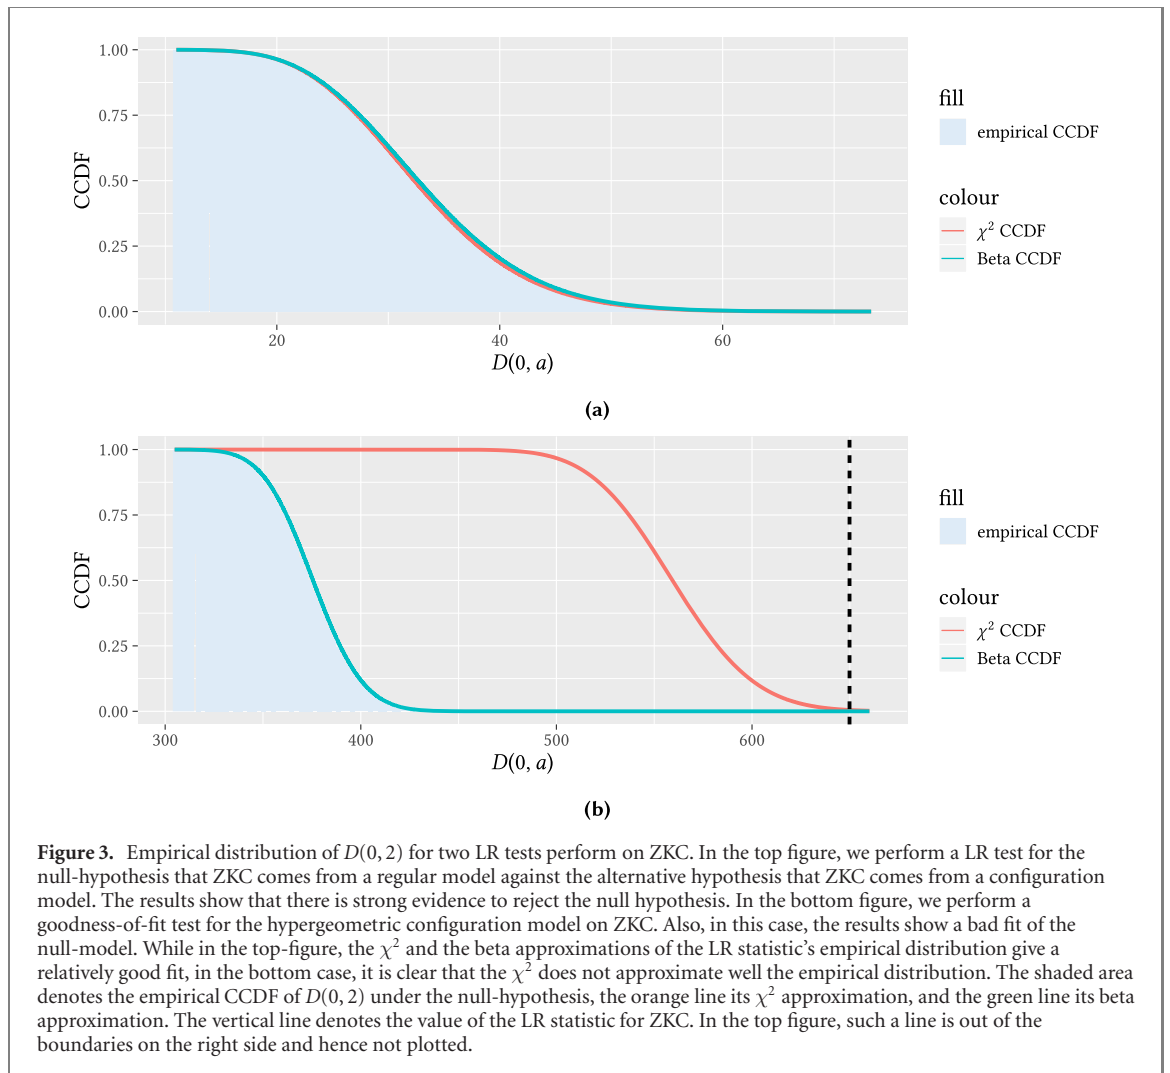 1.00
0.75
0.50
0.25
0.00
CCDF
20
40
60
D(0, a)
fill
empirical CCDF
colour
χ² CCDF
Beta CCDF
(a)
1.00
0.75
0.50
0.25
0.00
CCDF
300
400
500
600
D(0, a)
fill
empirical CCDF
colour
χ² CCDF
Beta CCDF
(b)
Figure 3. Empirical distribution of D(0, 2) for two LR tests perform on ZKC. In the top figure, we perform a LR test for the
null-hypothesis that ZKC comes from a regular model against the alternative hypothesis that ZKC comes from a configuration
model. The results show that there is strong evidence to reject the null hypothesis. In the bottom figure, we perform a
goodness-of-fit test for the hypergeometric configuration model on ZKC. Also, in this case, the results show a bad fit of the
null-model. While in the top-figure, the χ² and the beta approximations of the LR statistic's empirical distribution give a
relatively good fit, in the bottom case, it is clear that the χ² does not approximate well the empirical distribution. The shaded area
denotes the empirical CCDF of D(0, 2) under the null-hypothesis, the orange line its χ² approximation, and the green line its beta
approximation. The vertical line denotes the value of the LR statistic for ZKC. In the top figure, such a line is out of the
boundaries on the right side and hence not plotted.